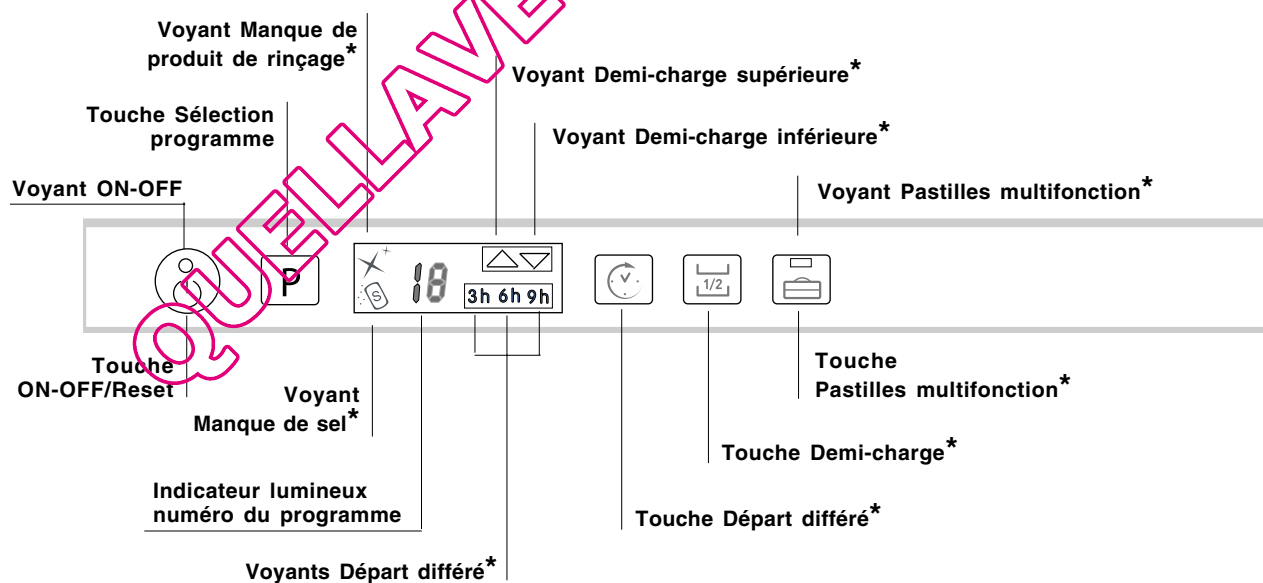 Voyant Manque de
produit de rinçage*
Voyant Demi-charge supérieure*
Touche Sélection
programme
Voyant Demi-charge inférieure*
Voyant ON-OFF
Voyant Pastilles multifonction*
P
S
18
3h 6h 9h
1/2
Touche
ON-OFF/Reset
Voyant
Manque de sel*
Touche
Pastilles multifonction*
Touche Demi-charge*
Indicateur lumineux
numéro du programme
Touche Départ différé*
Voyants Départ différé*
QUELLAVE